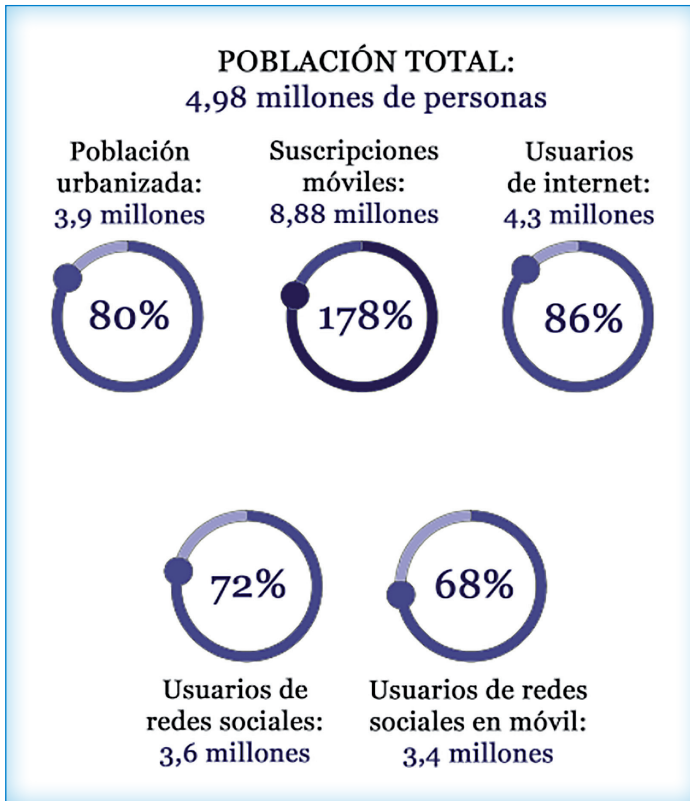 POBLACIÓN TOTAL:
4,98 millones de personas
Población
urbanizada:
3,9 millones
80%
Suscripciones
móviles:
8,88 millones
178%
Usuarios
de internet:
4,3 millones
86%
72%
Usuarios de
redes sociales:
3,6 millones
68%
Usuarios de redes
sociales en móvil:
3,4 millones